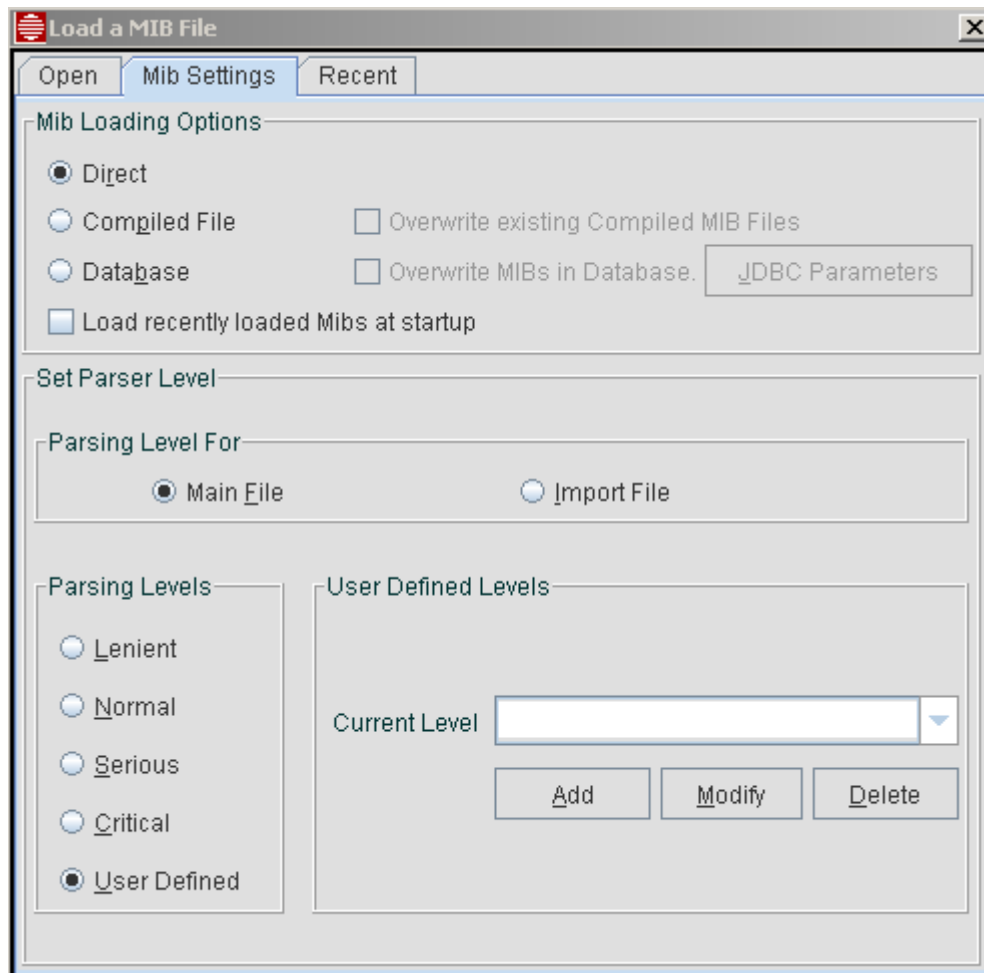 Load a MIB File
Open Mib Settings Recent
Mib Loading Options
Direct
Compiled File Overwrite existing Compiled MIB Files
Database Overwrite MIBs in Database. JDBC Parameters
Load recently loaded Mibs at startup
Set Parser Level
Parsing Level For
Main File Import File
Parsing Levels User Defined Levels
Lenient
Normal
Current Level
Serious
Add Modify Delete
Critical
User Defined